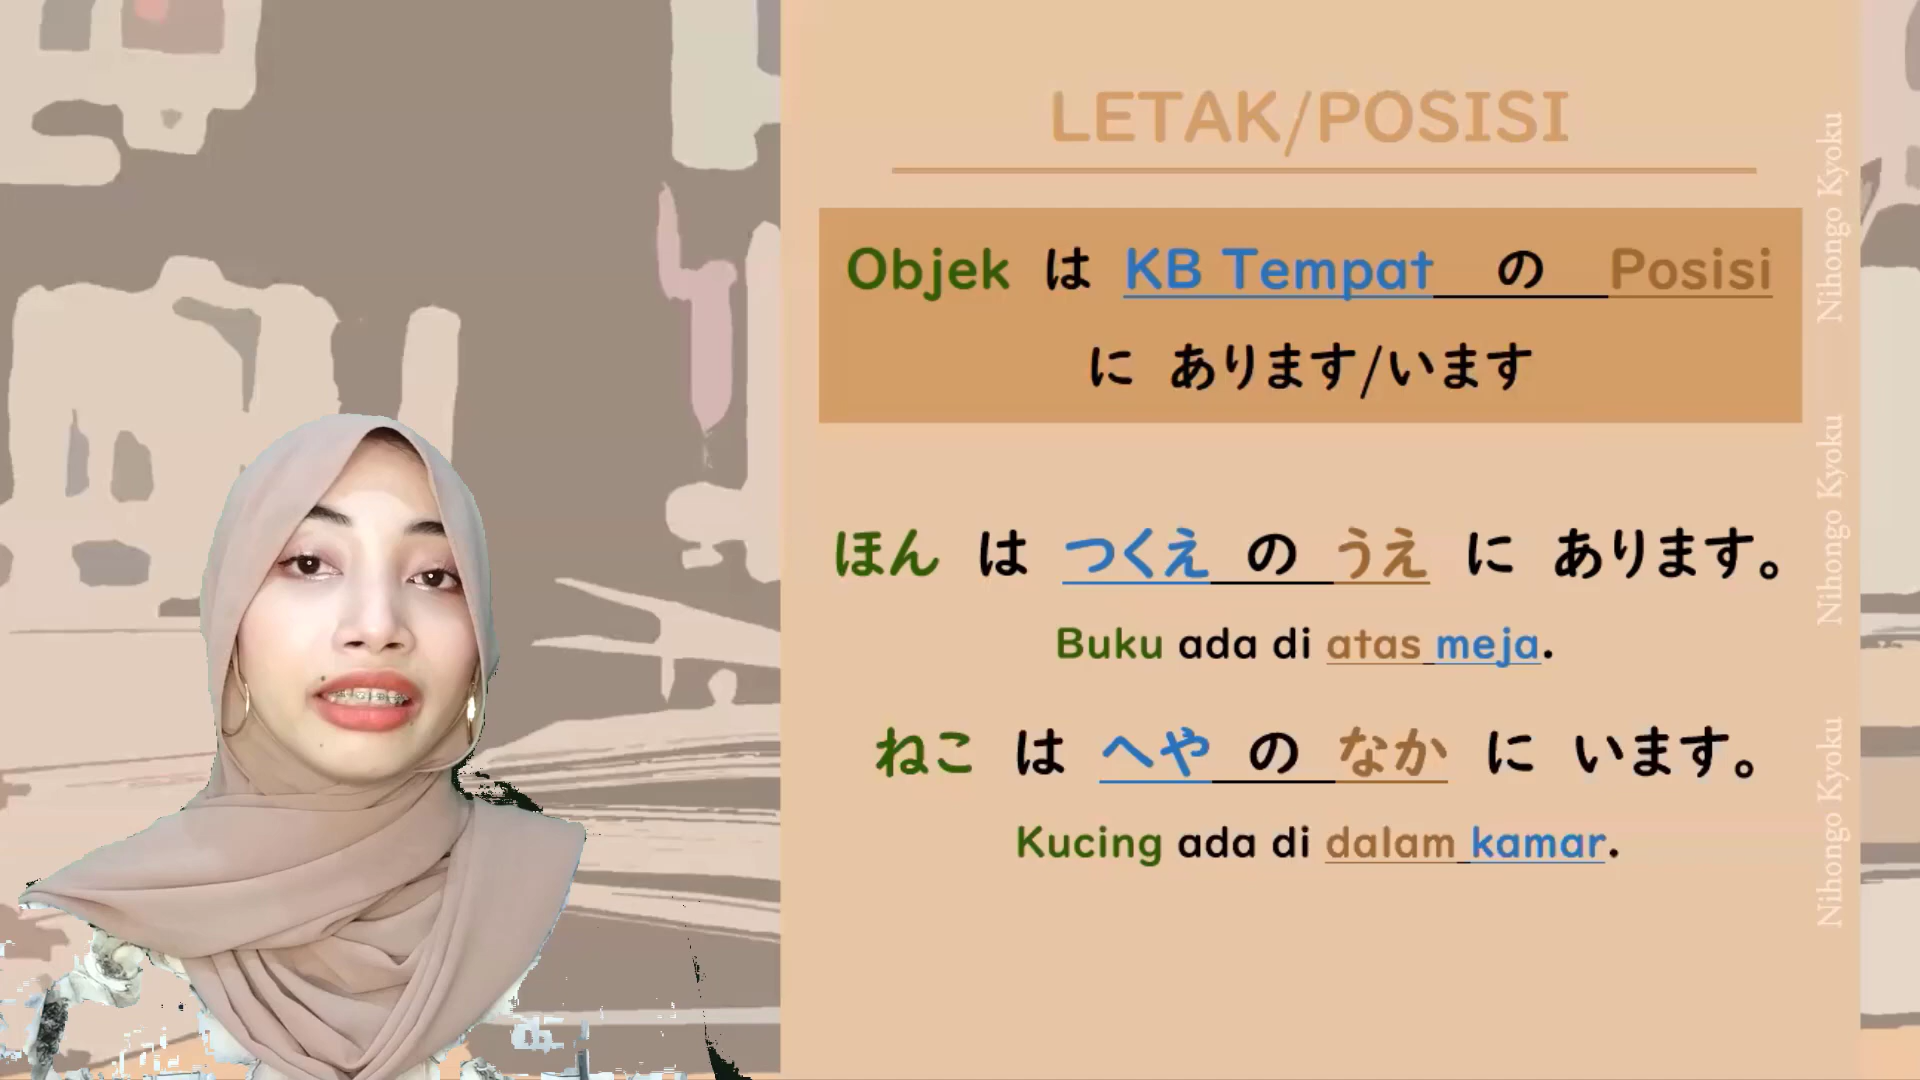 LETAK/POSISI
Objek は KB Tempat の Posisi
に あります/います
ほん は つくえ の うえ に あります。
Buku ada di atas meja.
ねこ は へや の なか に います。
Kucing ada di dalam kamar.
Nihongo Kyoku
Nihongo Kyoku
Nihongo Kyoku